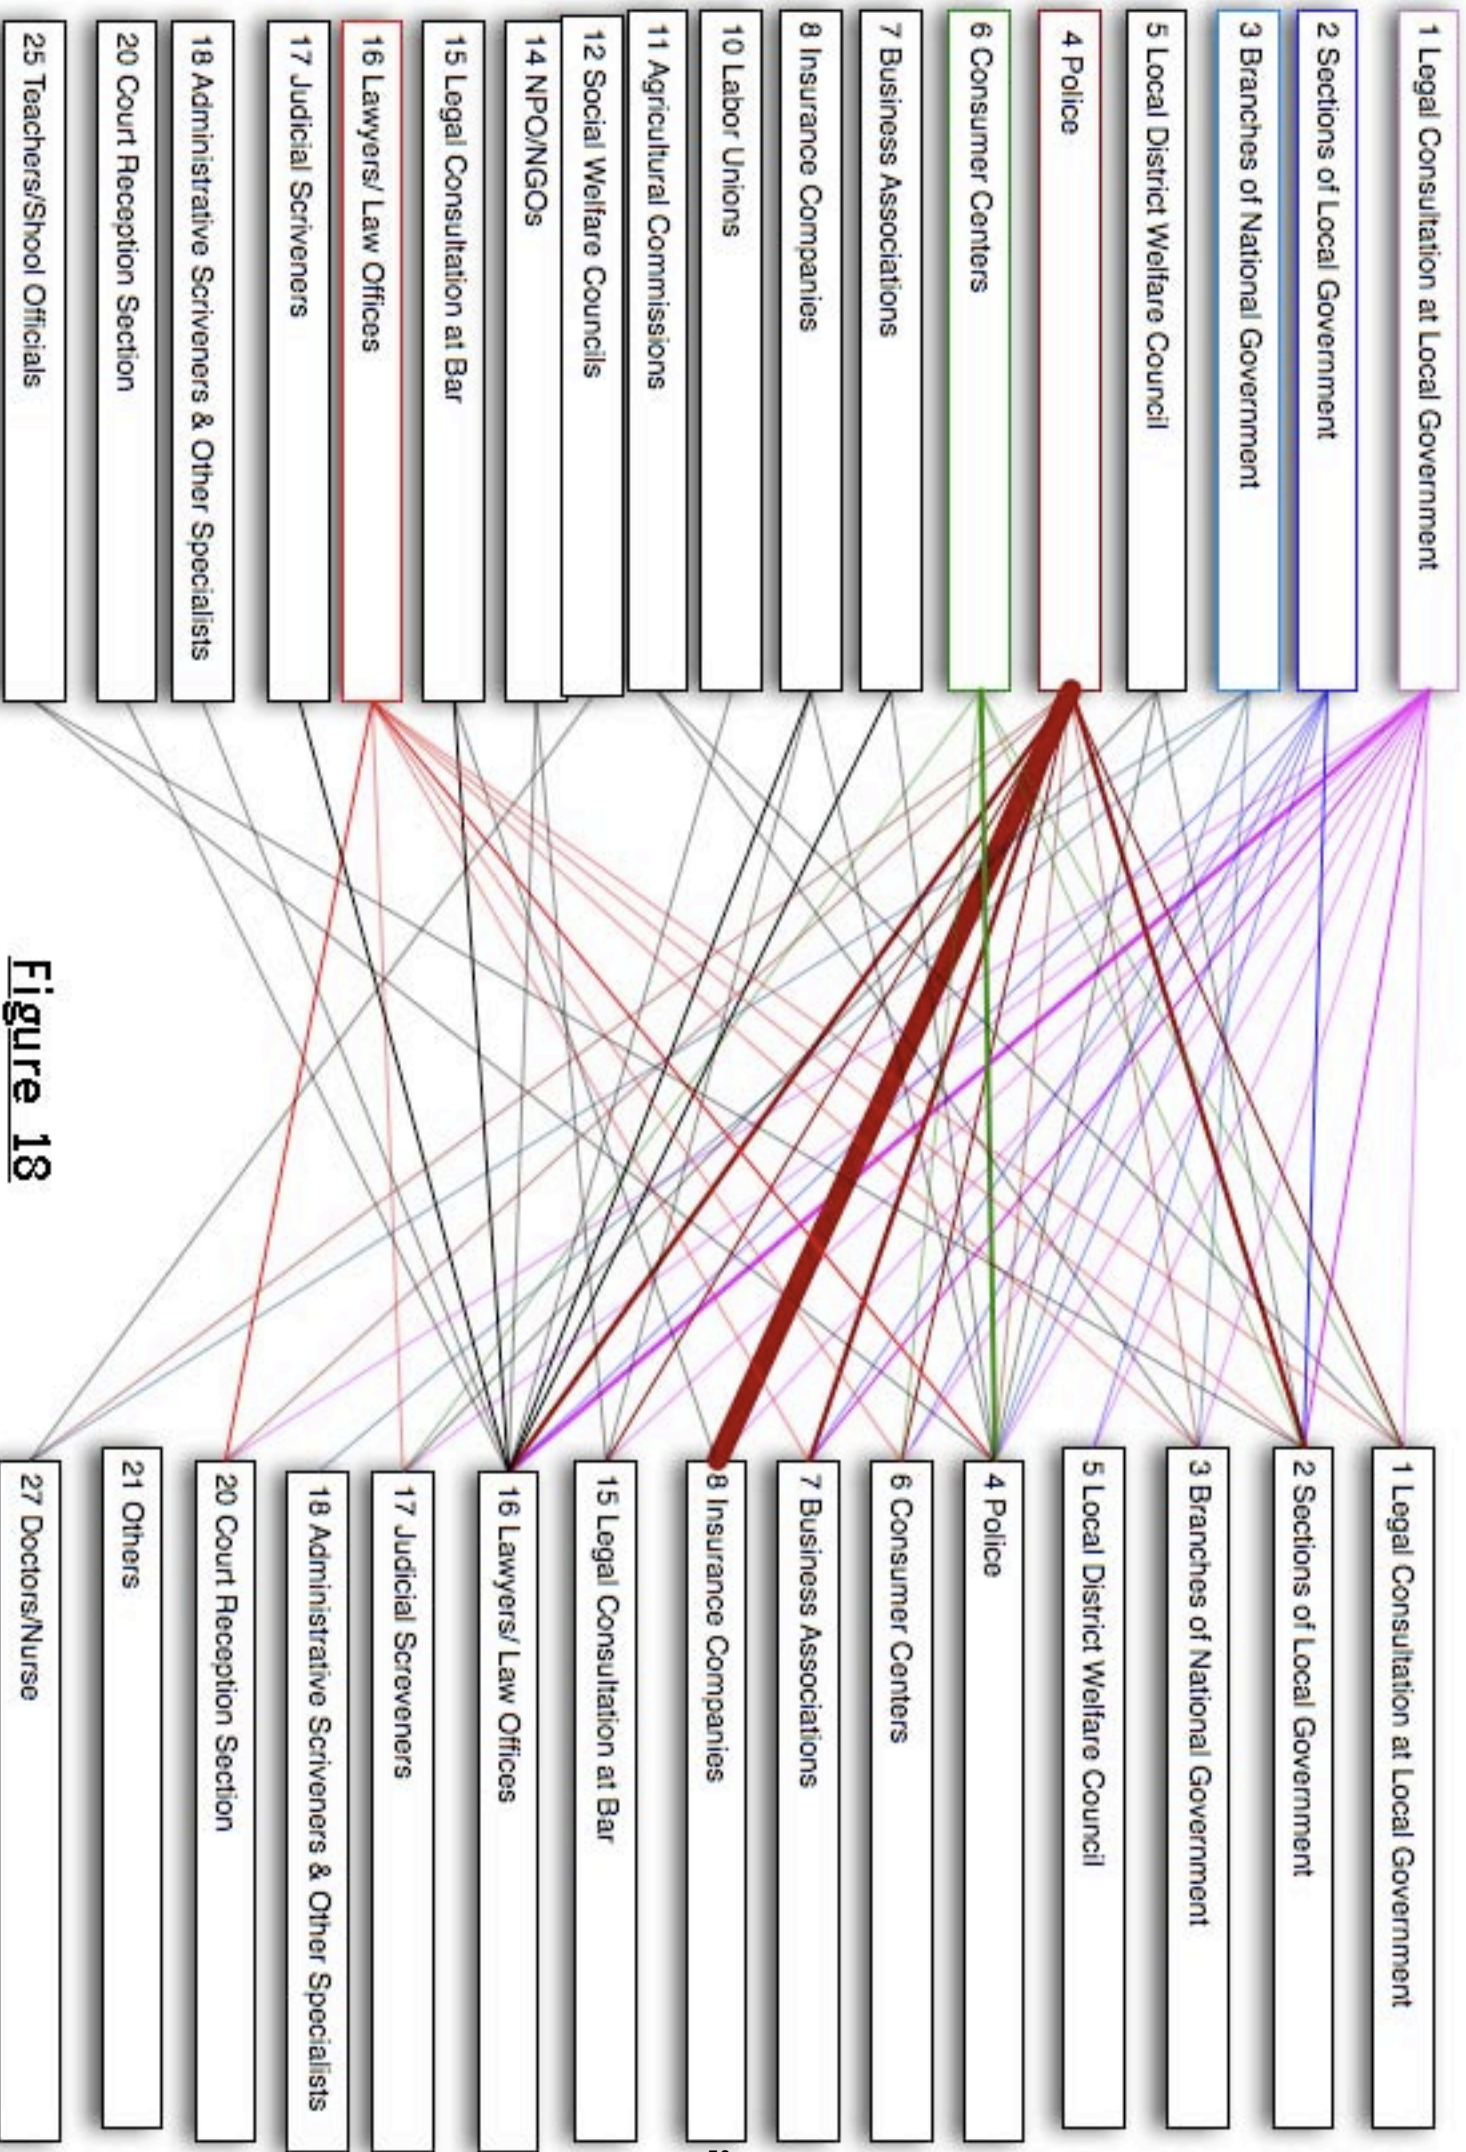 1 Legal Consultation at Local Government
2 Sections of Local Government
3 Branches of National Government
5 Local District Welfare Council
4 Police
6 Consumer Centers
7 Business Associations
8 Insurance Companies
10 Labor Unions
11 Agricultural Commissions
12 Social Welfare Councils
14 NPO/NGOs
15 Legal Consultation at Bar
16 Lawyers/ Law Offices
17 Judicial Scriveners
18 Administrative Scriveners & Other Specialists
20 Court Reception Section
25 Teachers/Shool Officials
1 Legal Consultation at Local Government
2 Sections of Local Government
3 Branches of National Government
5 Local District Welfare Council
4 Police
6 Consumer Centers
7 Business Associations
8 Insurance Companies
15 Legal Consultation at Bar
16 Lawyers/ Law Offices
17 Judicial Screveners
18 Administrative Scriveners & Other Specialists
20 Court Reception Section
21 Others
27 Doctors/Nurse
Figure 18